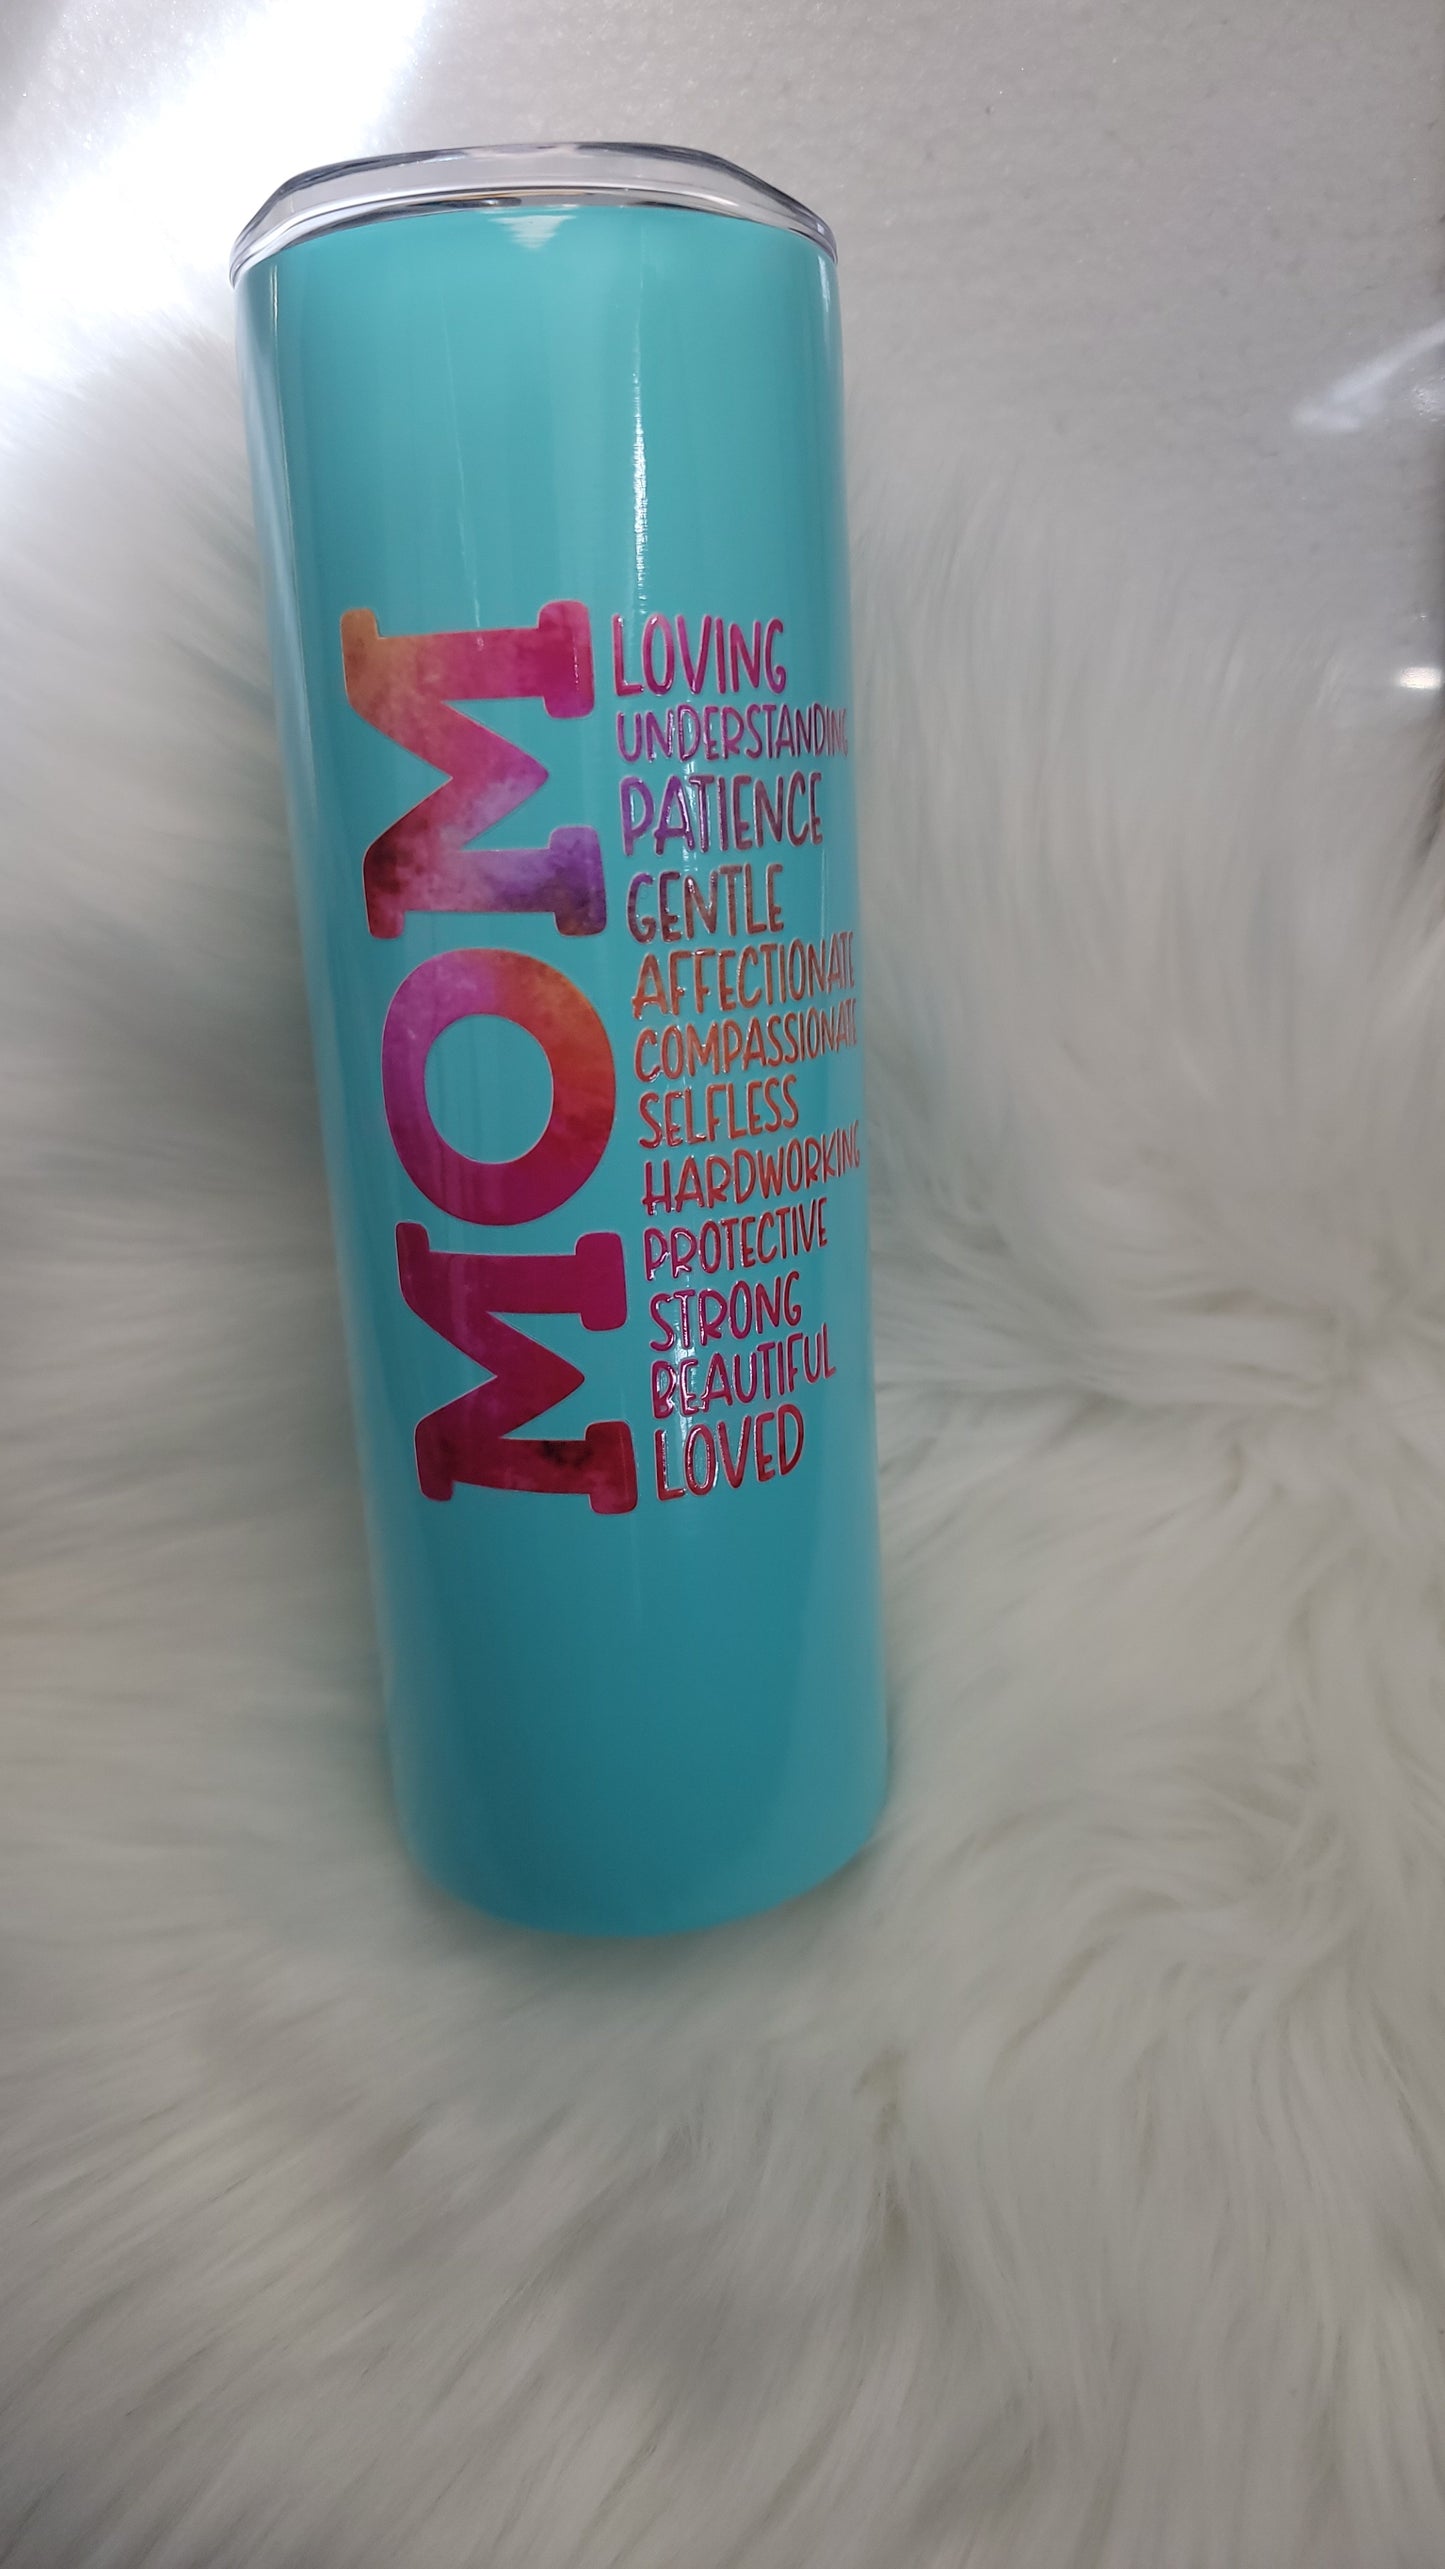 MOM
LOVING
UNDERSTANDING
PATIENCE
GENTLE
AFFECTIONATE
COMPASSIONATE
SELFLESS
HARDWORKING
PROTECTIVE
STRONG
BEAUTIFUL
LOVED